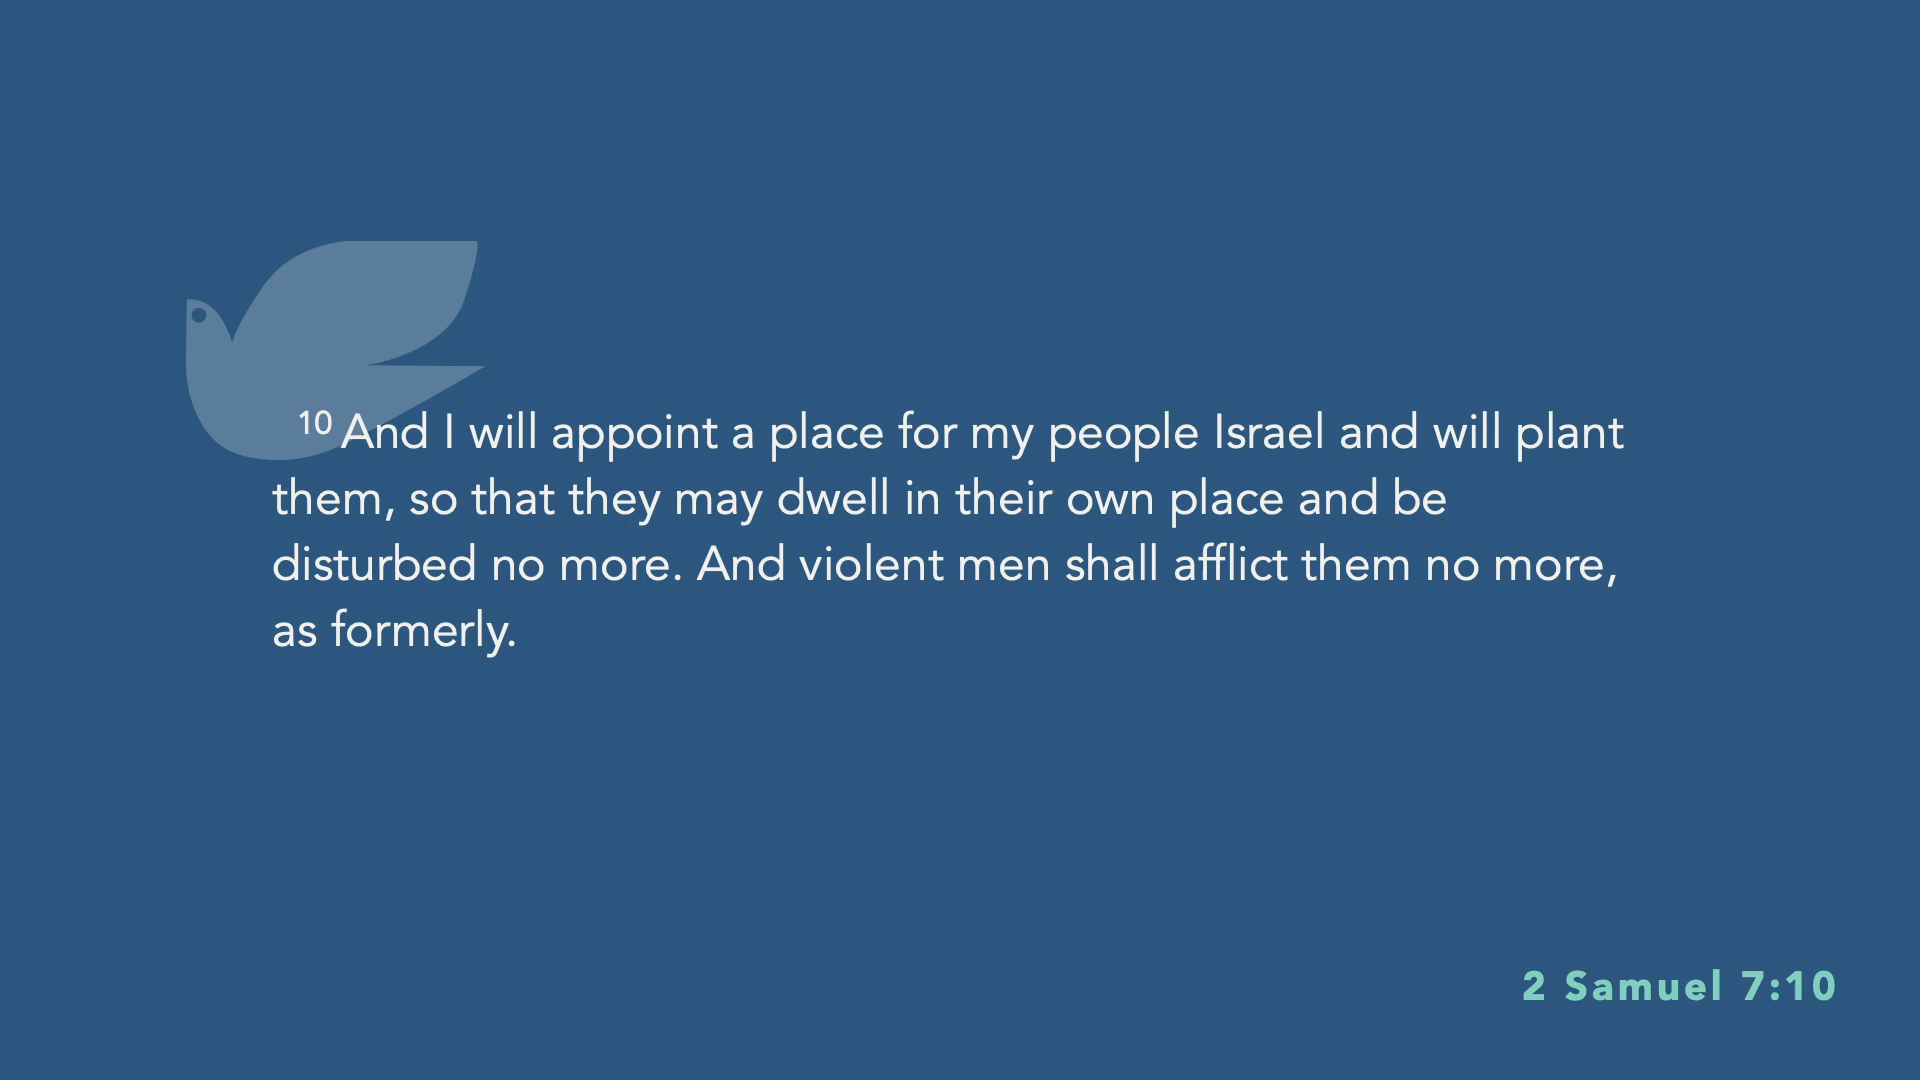 10 And I will appoint a place for my people Israel and will plant
them, so that they may dwell in their own place and be
disturbed no more. And violent men shall afflict them no more,
as formerly.
2 Samuel 7:10